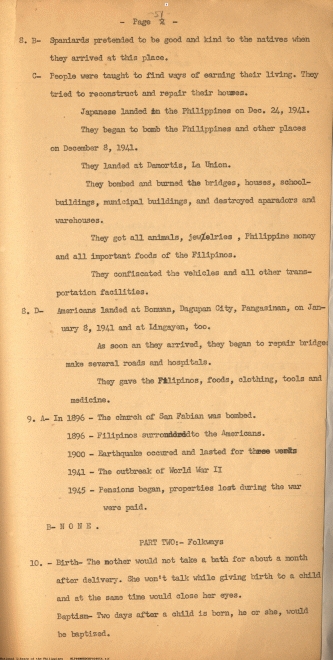 51
- Page 2 -
8. B- Spaniards pretended to be good and kind to the natives when
they arrived at this place.
C- People were taught to find ways of earning their living. They
tried to reconstruct and repair their houses.
Japanese landed in the Philippines on Dec. 24, 1941.
They began to bomb the Philippines and other places
on December 8, 1941.
They landed at Damortis, La Union.
They bombed and burned the bridges, houses, school-
buildings, municipal buildings, and destroyed aparadors and
warehouses.
They got all animals, jewelries , Philippine money
and all important foods of the Filipinos.
They confiscated the vehicles and all other trans-
portation facilities.
8. D- Americans landed at Bonuan, Dagupan City, Pangasinan, on Jan-
uary 8, 1941 and at Lingayen, too.
As soon an they arrived, they began to repair bridge
make several roads and hospitals.
They gave the Filipinos, foods, clothing, tools and
medicine.
9. A- In 1896 - The church of San Fabian was bombed.
1896 - Filipinos surrendered to the Americans.
1900 - Earthquake occured and lasted for three weeks
1941 - The outbreak of World War II
1945 - Pensions began, properties lost during the war
were paid.
B- N O N E .
PART TWO:- Folkways
10. - Birth- The mother would not take a bath for about a month
after delivery. She won't talk while giving birth to a child
and at the same time would close her eyes.
Baptism- Two days after a child is born, he or she, would
be baptized.